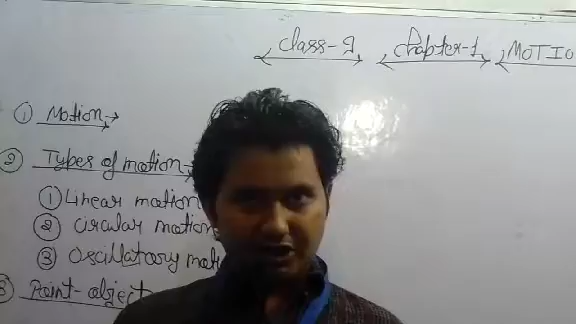 Class-9 Chapter-1 MOTIO
① Motion→
② Types of motion→
① Linear motion
② Circular motion
③ Oscillatory moti
3 Point-object